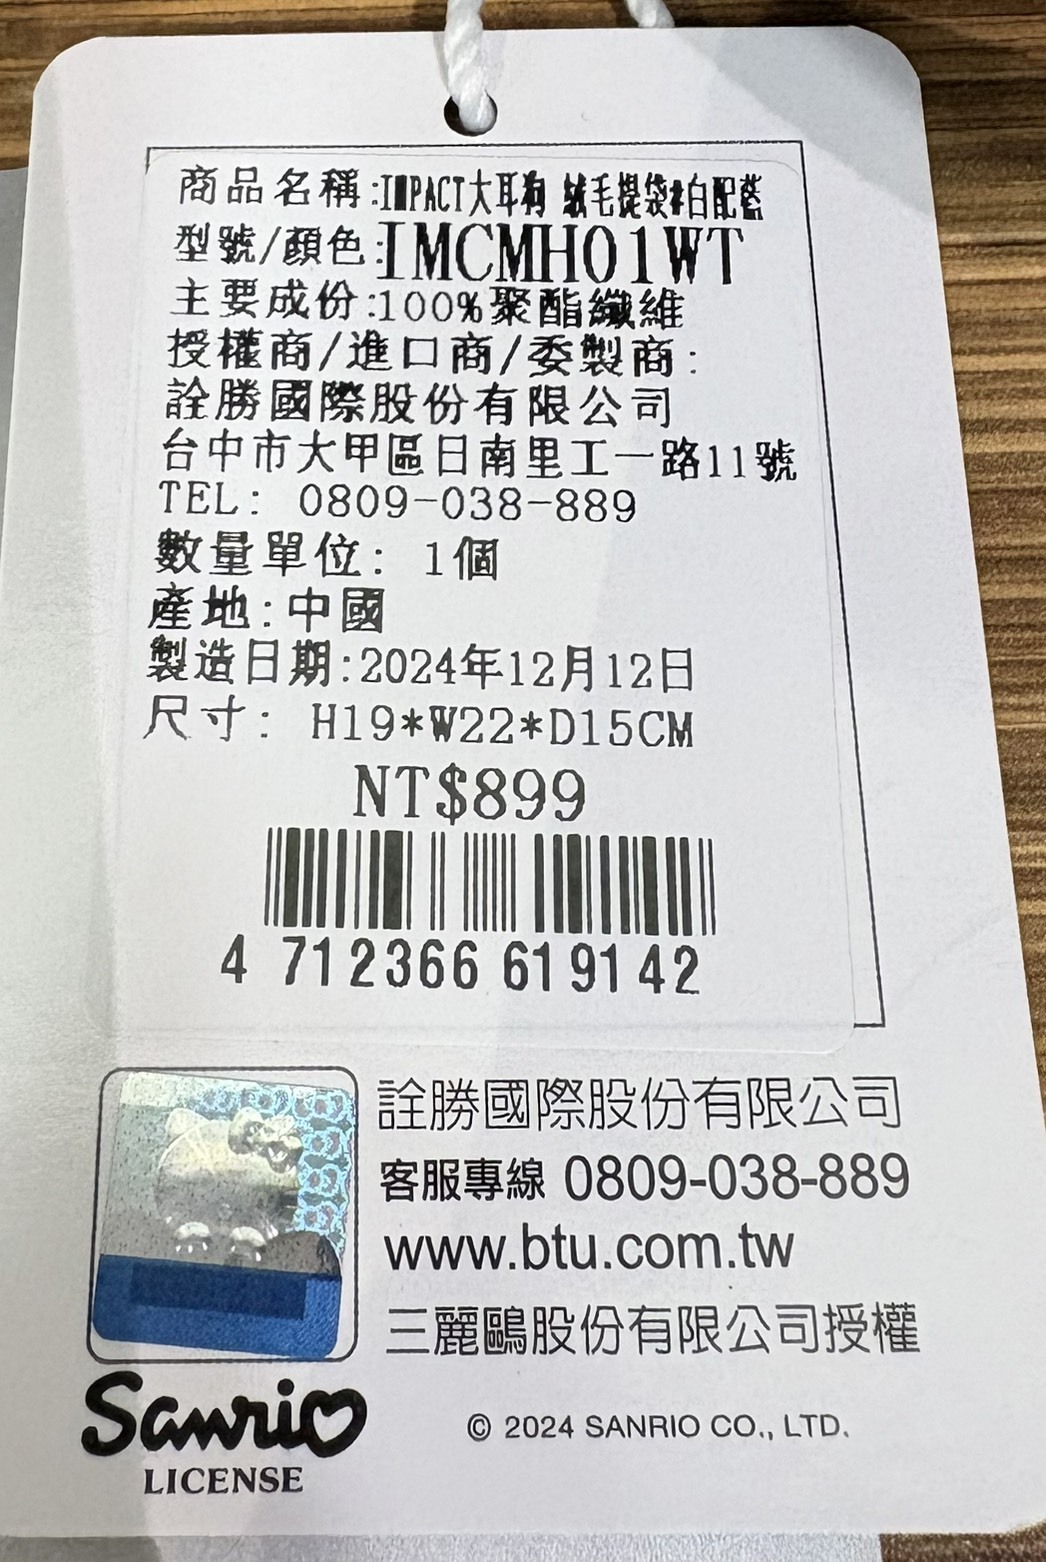 商品名稱:IMPACT大耳狗 絨毛提袋#白配藍
型號/顏色:IMCMH01WT
主要成份:100%聚酯纖維
授權商/進口商/委製商:
詮勝國際股份有限公司
台中市大甲區日南里工一路11號
TEL: 0809-038-889
數量單位: 1個
產地:中國
製造日期:2024年12月12日
尺寸: H19*W22*D15CM
NT$899
4 712366 619142
詮勝國際股份有限公司
客服專線 0809-038-889
www.btu.com.tw
三麗鷗股份有限公司授權
Sanrio
LICENSE
© 2024 SANRIO CO., LTD.